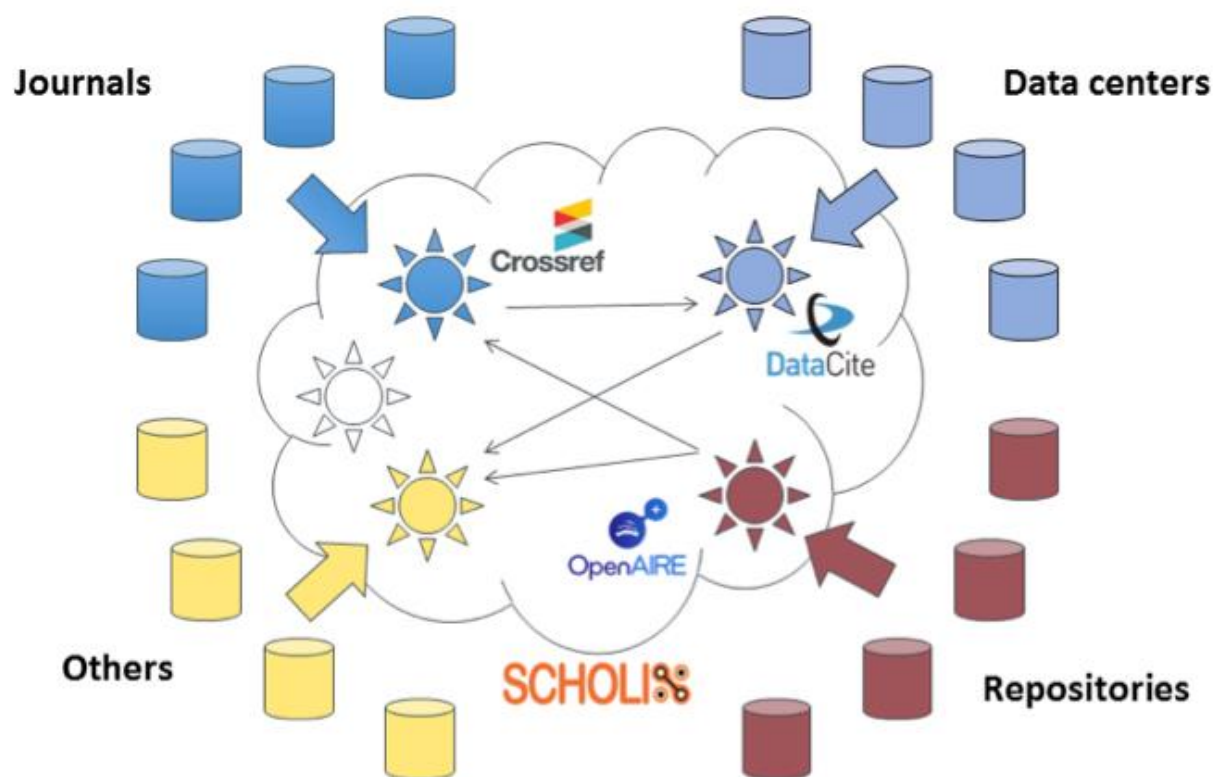 Journals
Data centers
Crossref
DataCite
OpenAIRE
Others
SCHOLIX
Repositories